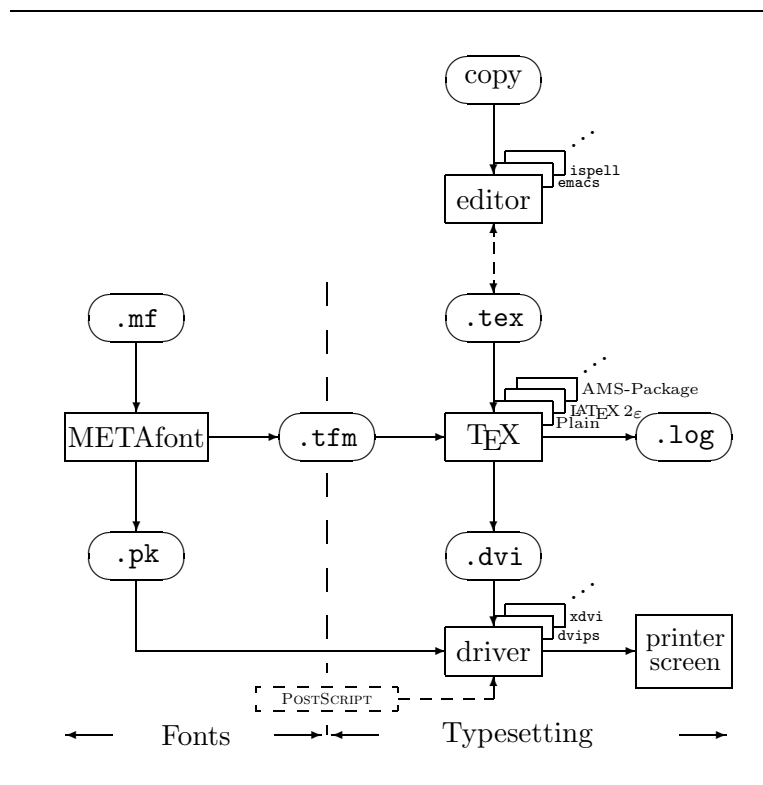 copy
ispell
emacs
editor
.mf
.tex
AMS-Package
LATEX 2ε
Plain
METAfont
.tfm
TEX
.log
.pk
.dvi
xdvi
dvips
driver
printer
screen
POSTSCRIPT
Fonts
Typesetting